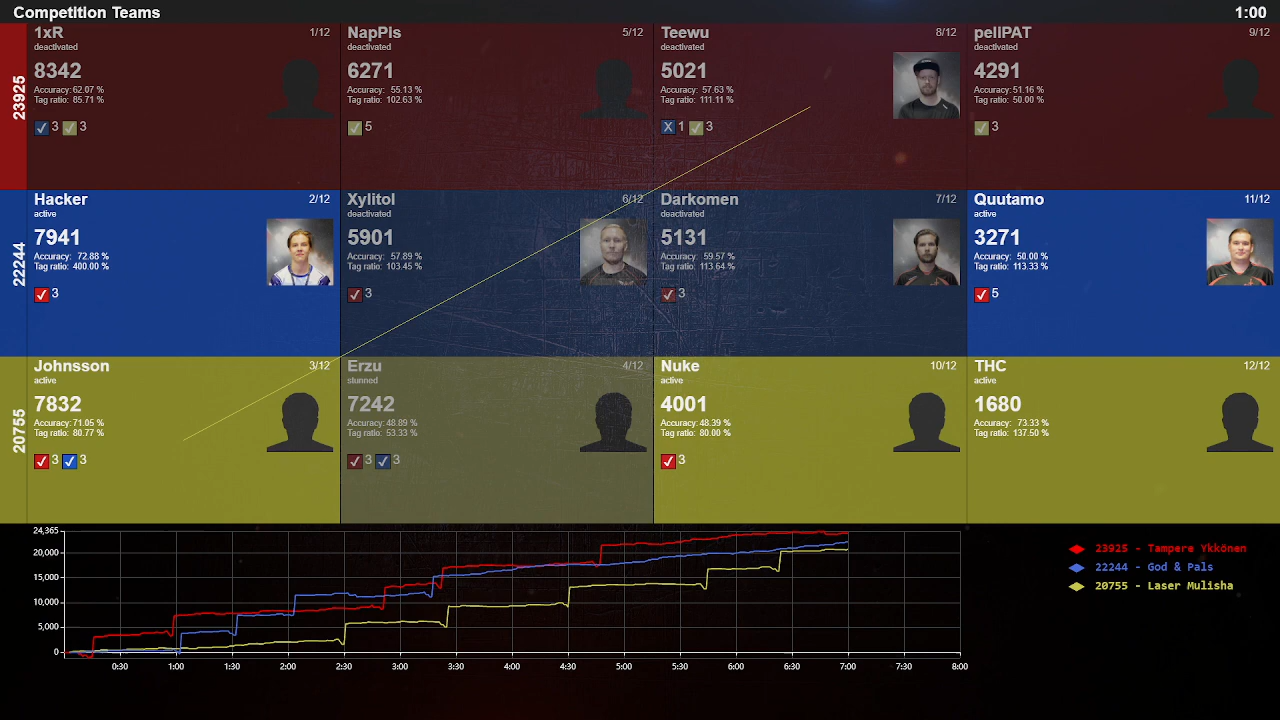 Competition Teams
1:00
23925
1xR
1/12
deactivated
8342
Accuracy: 62.07 %
Tag ratio: 85.71 %
3 3
NapPls
5/12
deactivated
6271
Accuracy: 55.13 %
Tag ratio: 102.63 %
5
Teewu
8/12
deactivated
5021
Accuracy: 57.63 %
Tag ratio: 111.11 %
X 1 3
pellPAT
9/12
deactivated
4291
Accuracy: 51.16 %
Tag ratio: 50.00 %
3
22244
Hacker
2/12
active
7941
Accuracy: 72.88 %
Tag ratio: 400.00 %
3
Xylitol
6/12
deactivated
5901
Accuracy: 57.89 %
Tag ratio: 103.45 %
3
Darkomen
7/12
deactivated
5131
Accuracy: 59.57 %
Tag ratio: 113.64 %
3
Quutamo
11/12
active
3271
Accuracy: 50.00 %
Tag ratio: 113.33 %
5
20755
Johnsson
3/12
active
7832
Accuracy: 71.05 %
Tag ratio: 80.77 %
3 3
Erzu
4/12
stunned
7242
Accuracy: 48.89 %
Tag ratio: 53.33 %
3 3
Nuke
10/12
active
4001
Accuracy: 48.39 %
Tag ratio: 80.00 %
3
THC
12/12
active
1680
Accuracy: 73.33 %
Tag ratio: 137.50 %
24,365
20,000
15,000
10,000
5,000
0
0:30 1:00 1:30 2:00 2:30 3:00 3:30 4:00 4:30 5:00 5:30 6:00 6:30 7:00 7:30 8:00
23925 - Tampere Ykkönen
22244 - God & Pals
20755 - Laser Mulisha